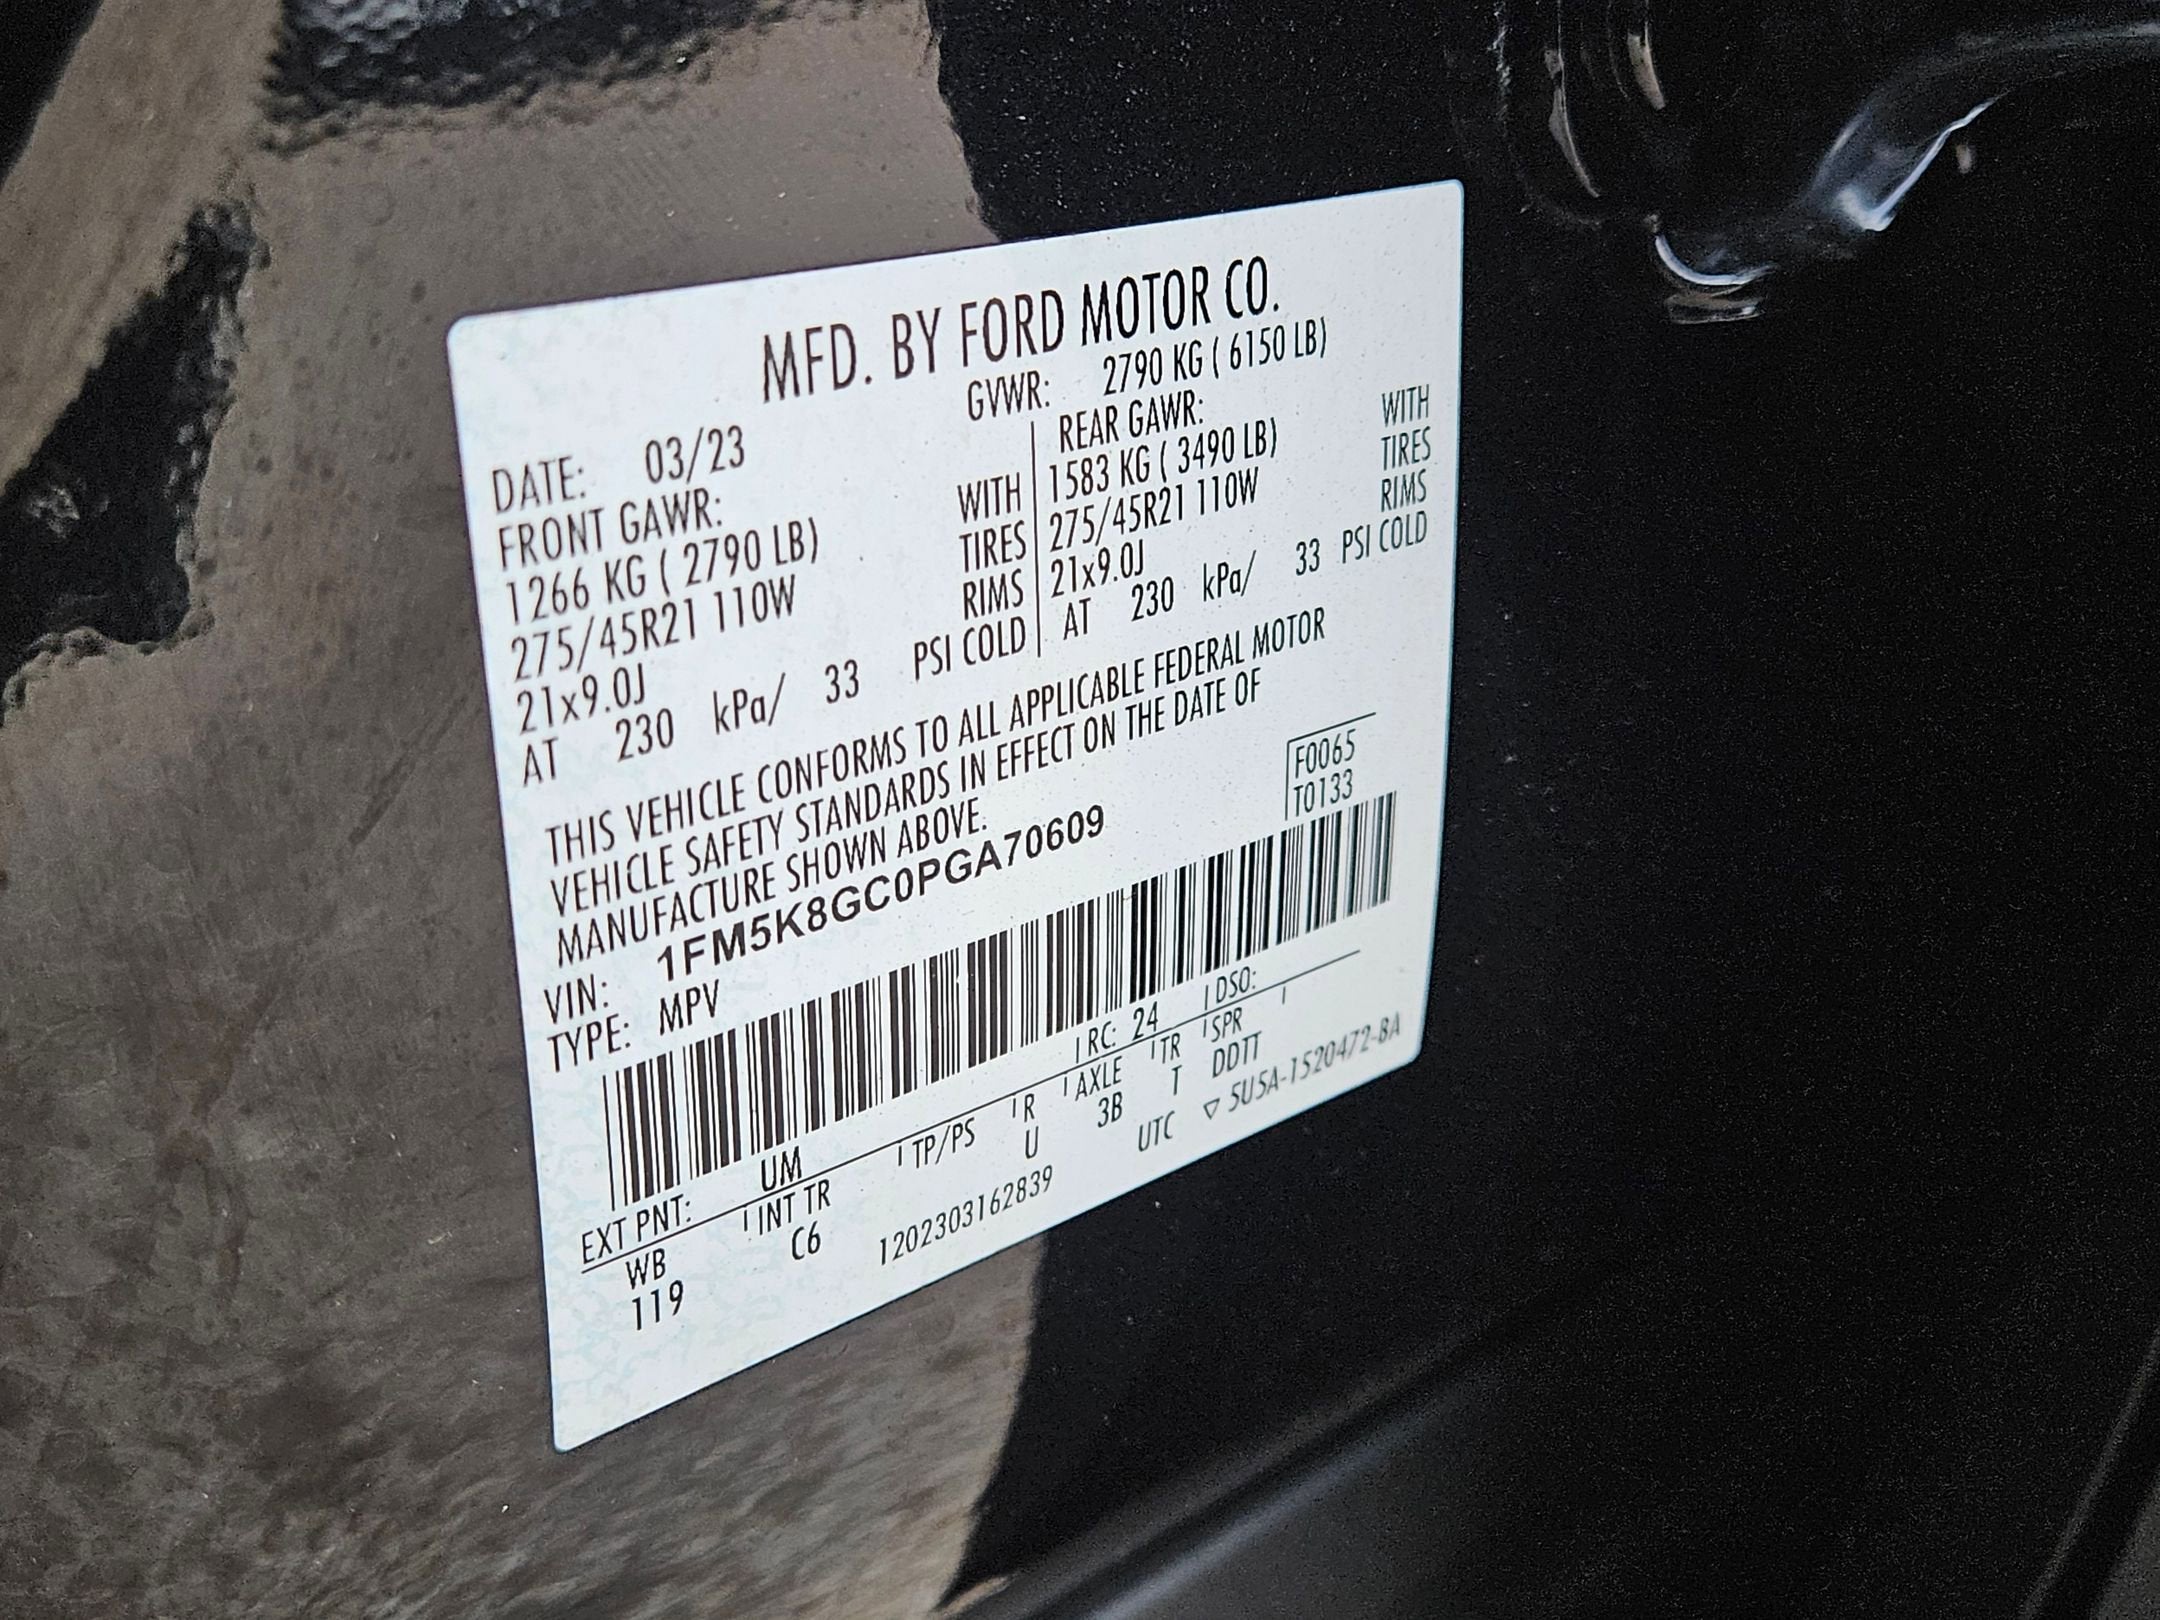 MFD. BY FORD MOTOR CO.
DATE: 03/23 GVWR: 2790 KG ( 6150 LB)
FRONT GAWR: REAR GAWR:
1266 KG ( 2790 LB) WITH 1583 KG ( 3490 LB) WITH
275/45R21 110W TIRES 275/45R21 110W TIRES
21x9.0J RIMS 21x9.0J RIMS
AT 230 kPa/ 33 PSI COLD AT 230 kPa/ 33 PSI COLD
THIS VEHICLE CONFORMS TO ALL APPLICABLE FEDERAL MOTOR
VEHICLE SAFETY STANDARDS IN EFFECT ON THE DATE OF
MANUFACTURE SHOWN ABOVE.
F0065
T0133
VIN: 1FM5K8GC0PGA70609
TYPE: MPV
EXT PNT: UM RC: 24 DSO:
WB INT TR TP/PS R AXLE TR SPR
119 C6 U 3B T DDTT
1202303162839 UTC ▽ 5U5A-1520472-BA